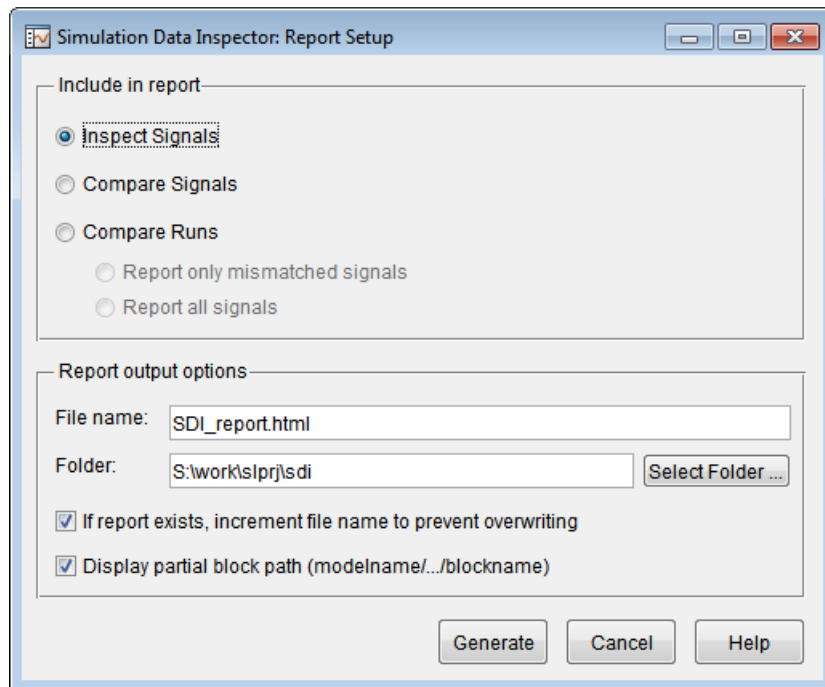 Simulation Data Inspector: Report Setup
Include in report
Inspect Signals
Compare Signals
Compare Runs
Report only mismatched signals
Report all signals
Report output options
File name: SDI_report.html
Folder: S:\work\slprj\sdi Select Folder ...
If report exists, increment file name to prevent overwriting
Display partial block path (modelname/.../blockname)
Generate Cancel Help